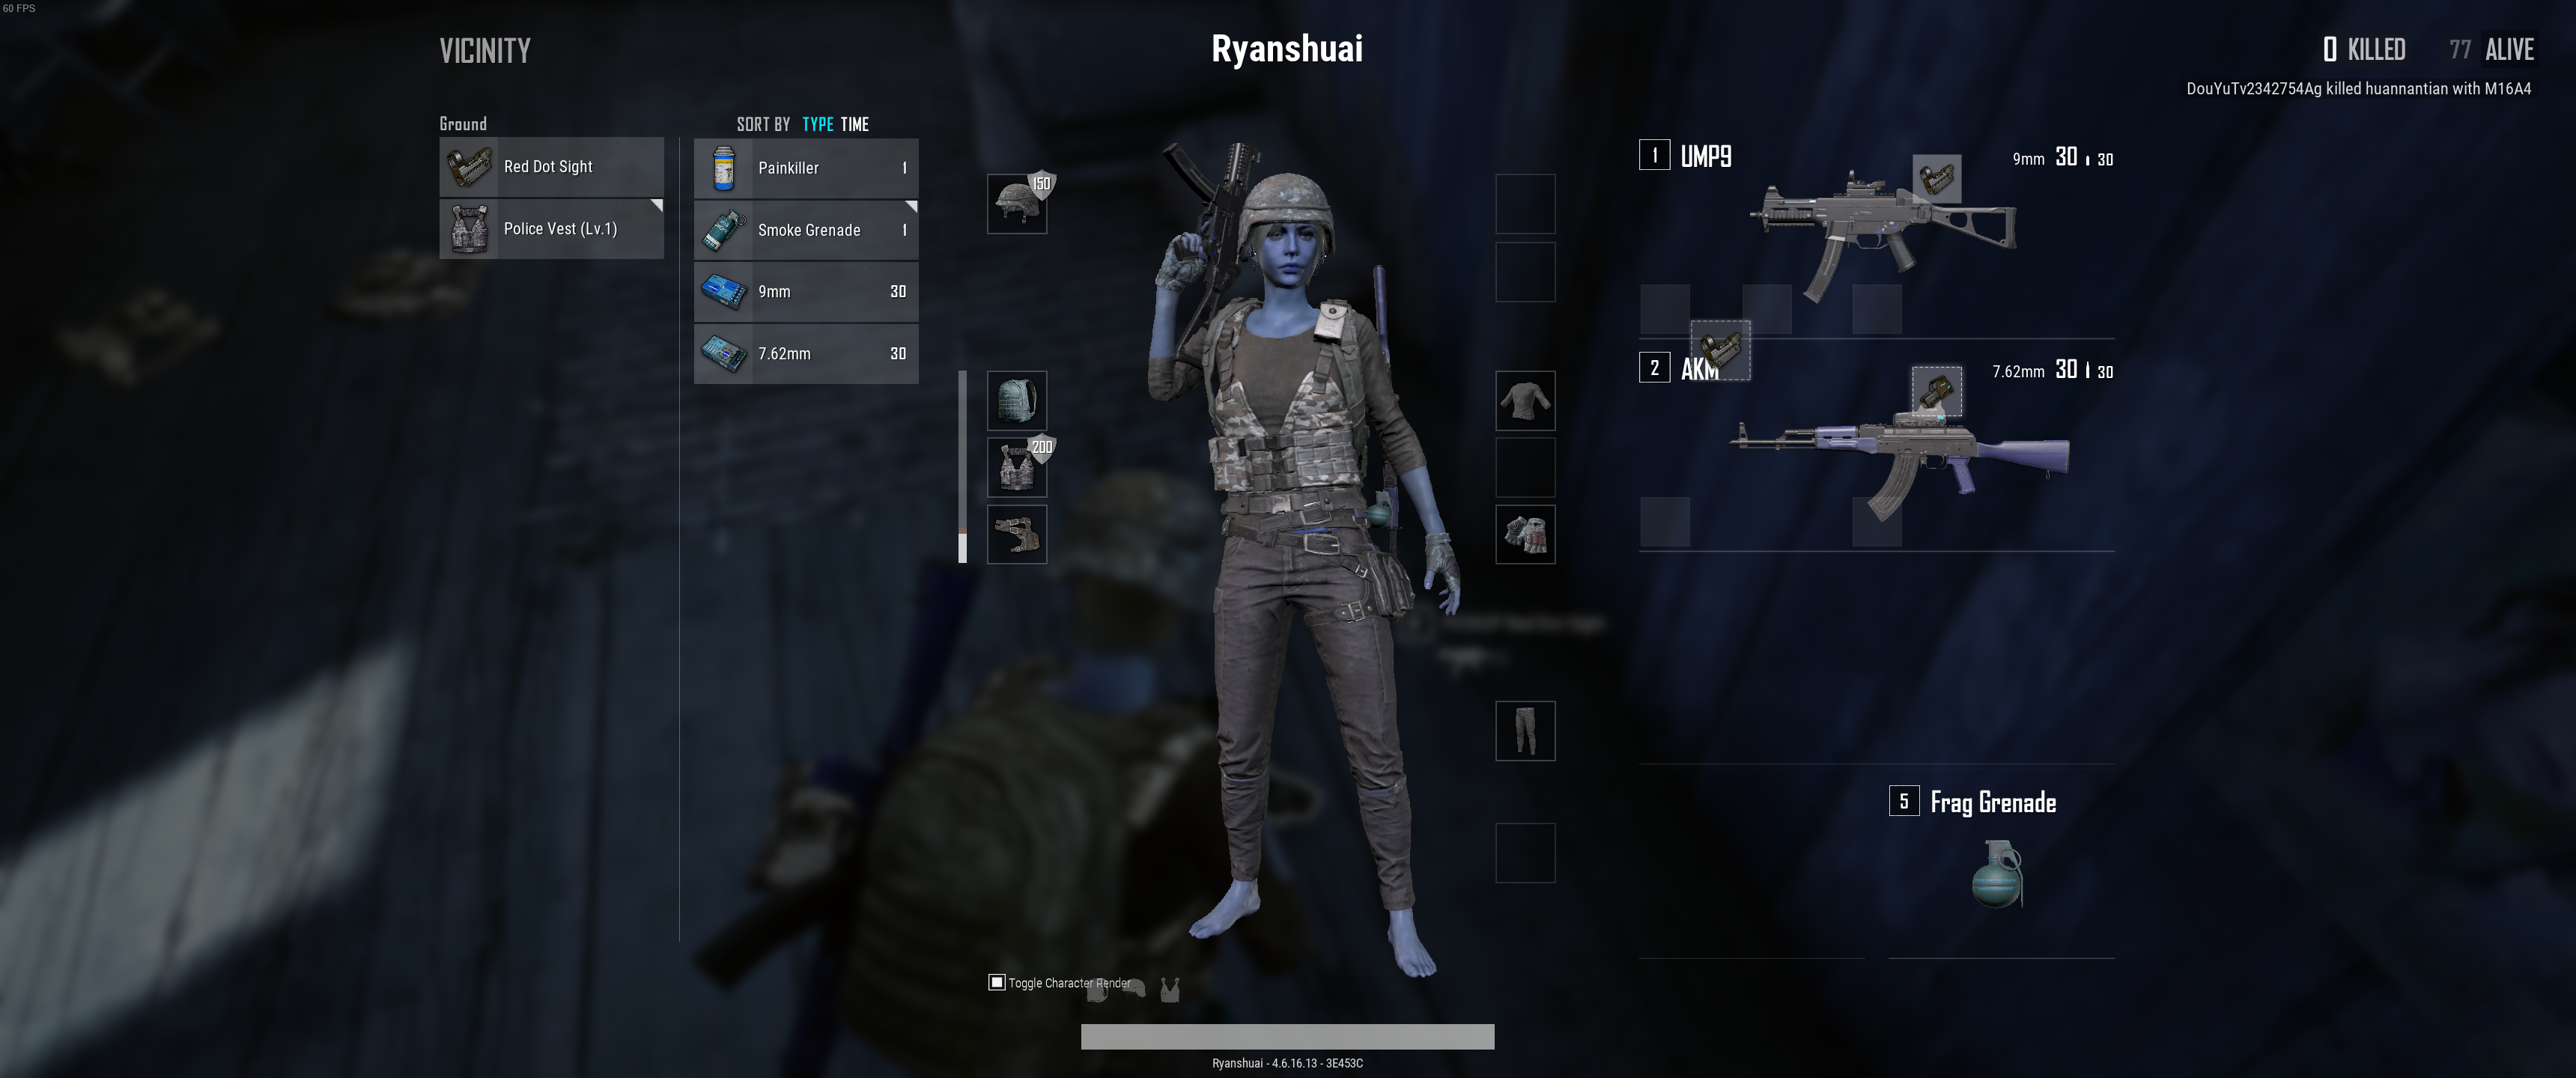 60 FPS
VICINITY
Ryanshuai
0 KILLED 77 ALIVE
DouYuTv2342754Ag killed huannantian with M16A4
Ground
Red Dot Sight
Police Vest (Lv.1)
SORT BY TYPE TIME
Painkiller 1
Smoke Grenade 1
9mm 30
7.62mm 30
150
200
1 UMP9 9mm 30 30
2 AKM 7.62mm 30 30
5 Frag Grenade
Toggle Character Render
Ryanshuai - 4.6.16.13 - 3E453C